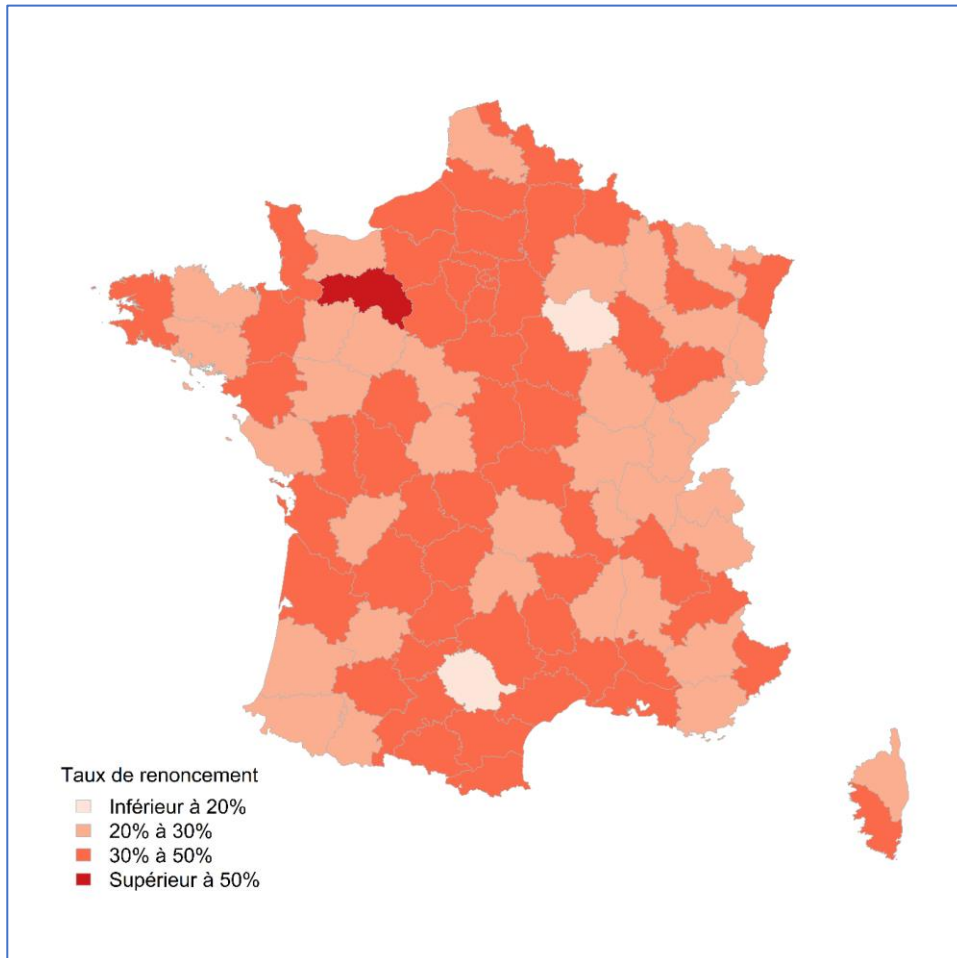 Taux de renoncement
Inférieur à 20%
20% à 30%
30% à 50%
Supérieur à 50%